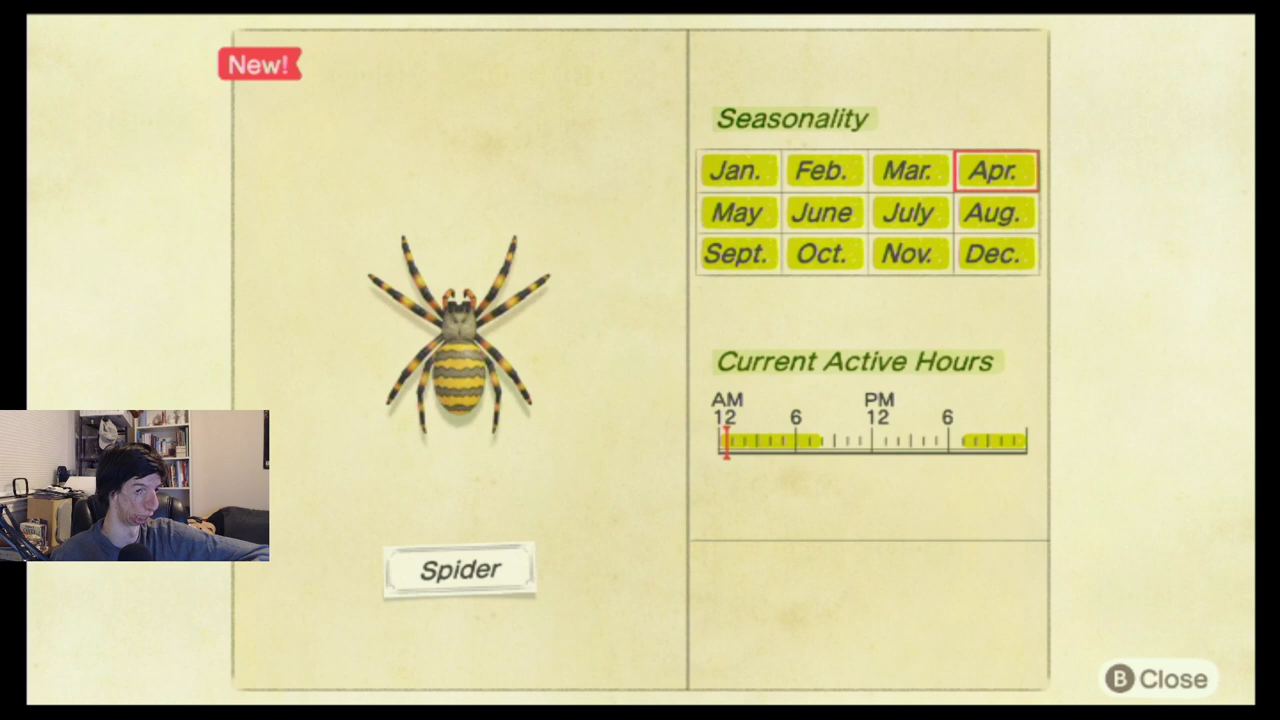 New!
Seasonality
Jan. Feb. Mar. Apr.
May June July Aug.
Sept. Oct. Nov. Dec.
Current Active Hours
AM PM
12 6 12 6
Spider
B Close